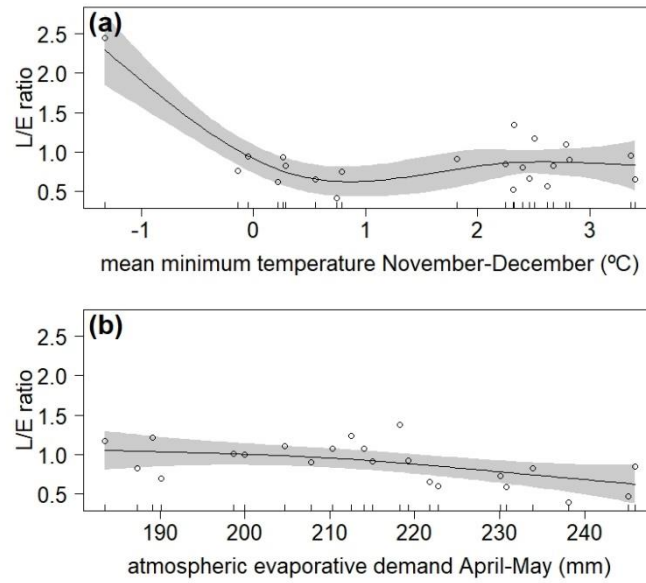 (a)
2.5
2.0
1.5
1.0
0.5
L/E ratio
-1 0 1 2 3
mean minimum temperature November-December (ºC)
(b)
2.5
2.0
1.5
1.0
0.5
L/E ratio
190 200 210 220 230 240
atmospheric evaporative demand April-May (mm)